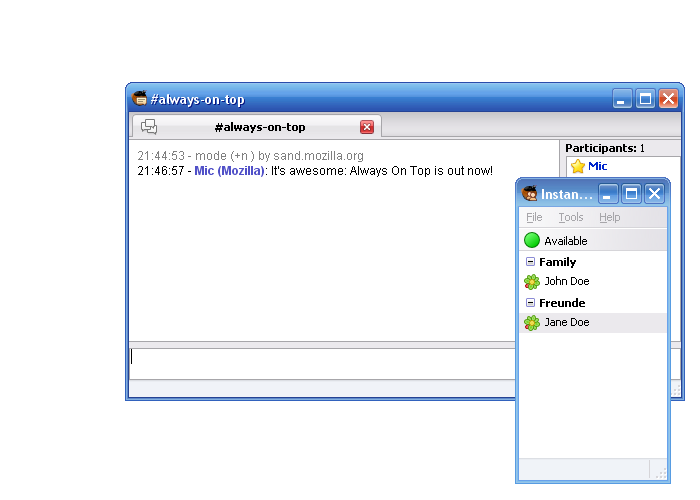 #always-on-top
#always-on-top
21:44:53 - mode (+n ) by sand.mozilla.org
21:46:57 - Mic (Mozilla): It's awesome: Always On Top is out now!
Participants: 1
Mic
Instan...
File Tools Help
Available
Family
John Doe
Freunde
Jane Doe